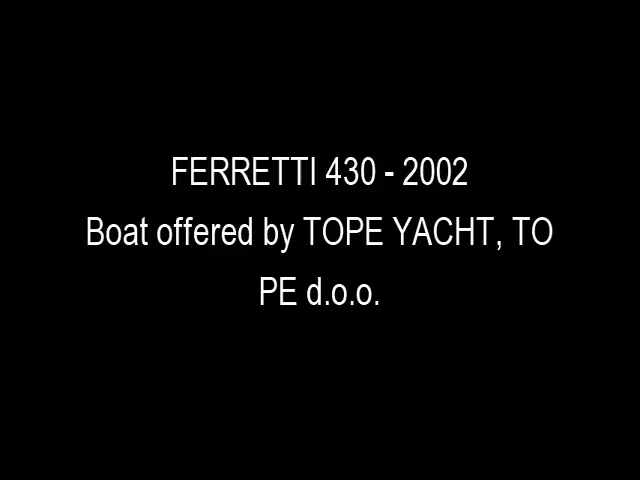 FERRETTI 430 - 2002
Boat offered by TOPE YACHT, TO
PE d.o.o.